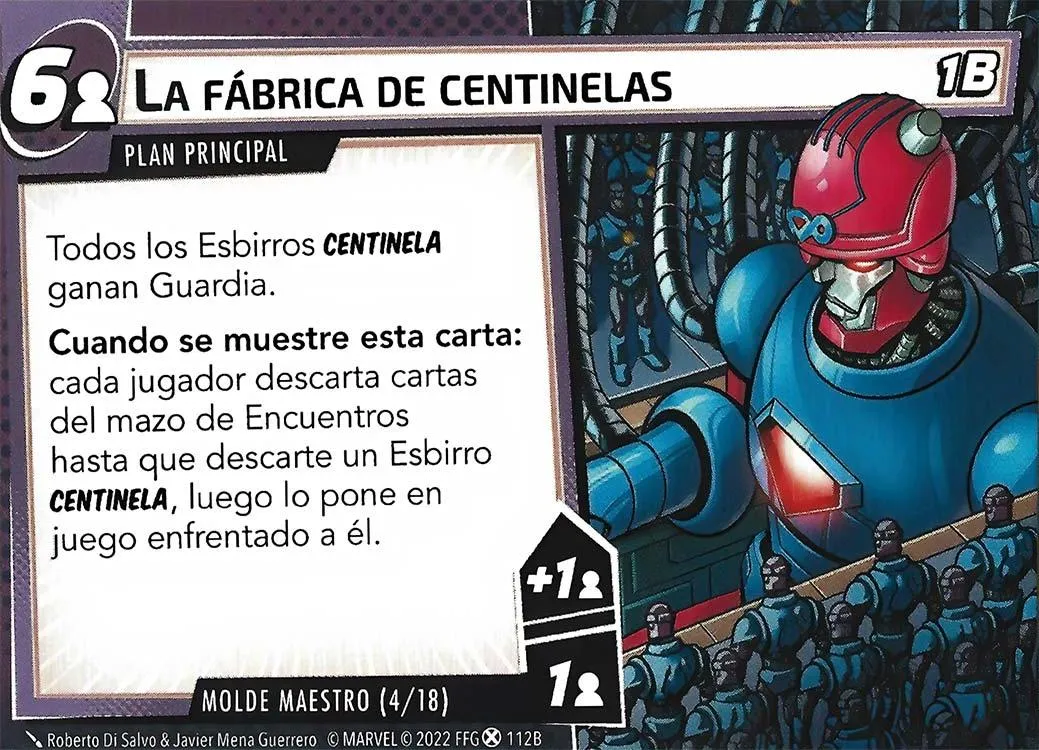 6
LA FÁBRICA DE CENTINELAS
1B
PLAN PRINCIPAL
Todos los Esbirros CENTINELA
ganan Guardia.
Cuando se muestre esta carta:
cada jugador descarta cartas
del mazo de Encuentros
hasta que descarte un Esbirro
CENTINELA, luego lo pone en
juego enfrentado a él.
+1
1
MOLDE MAESTRO (4/18)
Roberto Di Salvo & Javier Mena Guerrero © MARVEL © 2022 FFG 112B